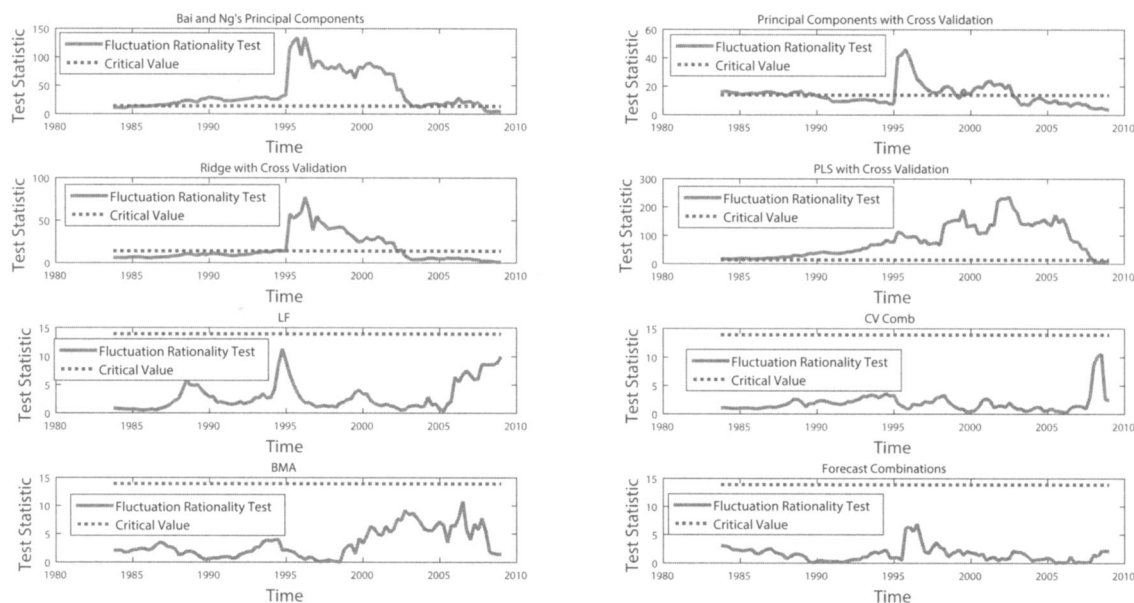 Bai and Ng's Principal Components
Test Statistic
150
100
50
0
Fluctuation Rationality Test
Critical Value
1980 1985 1990 1995 2000 2005 2010
Time
Principal Components with Cross Validation
Test Statistic
60
40
20
0
Fluctuation Rationality Test
Critical Value
1980 1985 1990 1995 2000 2005 2010
Time
Ridge with Cross Validation
Test Statistic
100
50
0
Fluctuation Rationality Test
Critical Value
1980 1985 1990 1995 2000 2005 2010
Time
PLS with Cross Validation
Test Statistic
300
200
100
0
Fluctuation Rationality Test
Critical Value
1980 1985 1990 1995 2000 2005 2010
Time
LF
Test Statistic
15
10
5
0
Fluctuation Rationality Test
Critical Value
1980 1985 1990 1995 2000 2005 2010
Time
CV Comb
Test Statistic
15
10
5
0
Fluctuation Rationality Test
Critical Value
1980 1985 1990 1995 2000 2005 2010
Time
BMA
Test Statistic
15
10
5
0
Fluctuation Rationality Test
Critical Value
1980 1985 1990 1995 2000 2005 2010
Time
Forecast Combinations
Test Statistic
15
10
5
0
Fluctuation Rationality Test
Critical Value
1980 1985 1990 1995 2000 2005 2010
Time